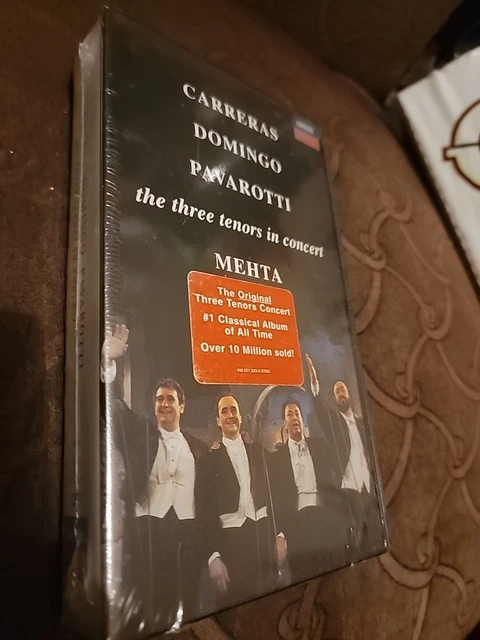 CARRERAS
DOMINGO
PAVAROTTI
the three tenors in concert
MEHTA
The Original
Three Tenors Concert
#1 Classical Album
of All Time
Over 10 Million sold!